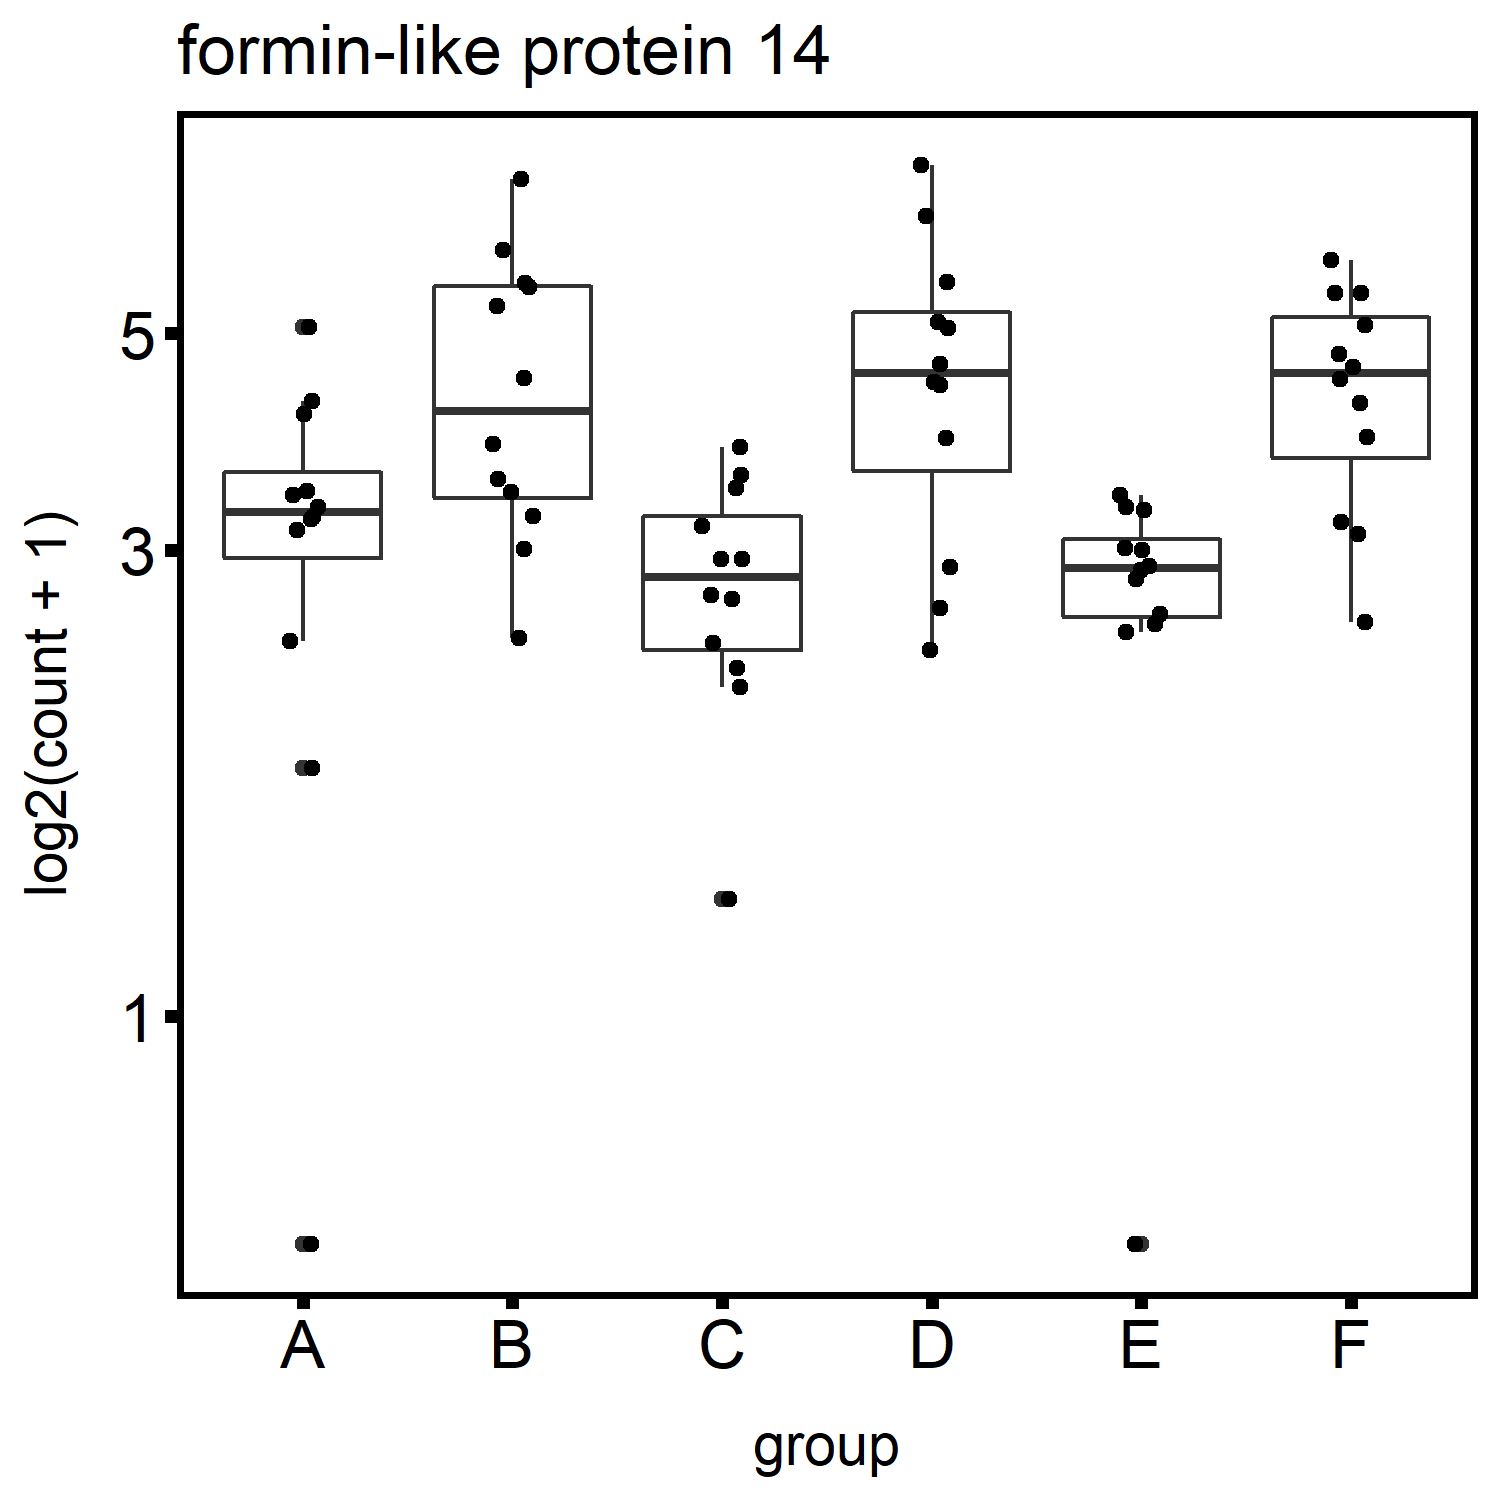 formin-like protein 14
log2(count + 1)
5
3
1
A B C D E F
group